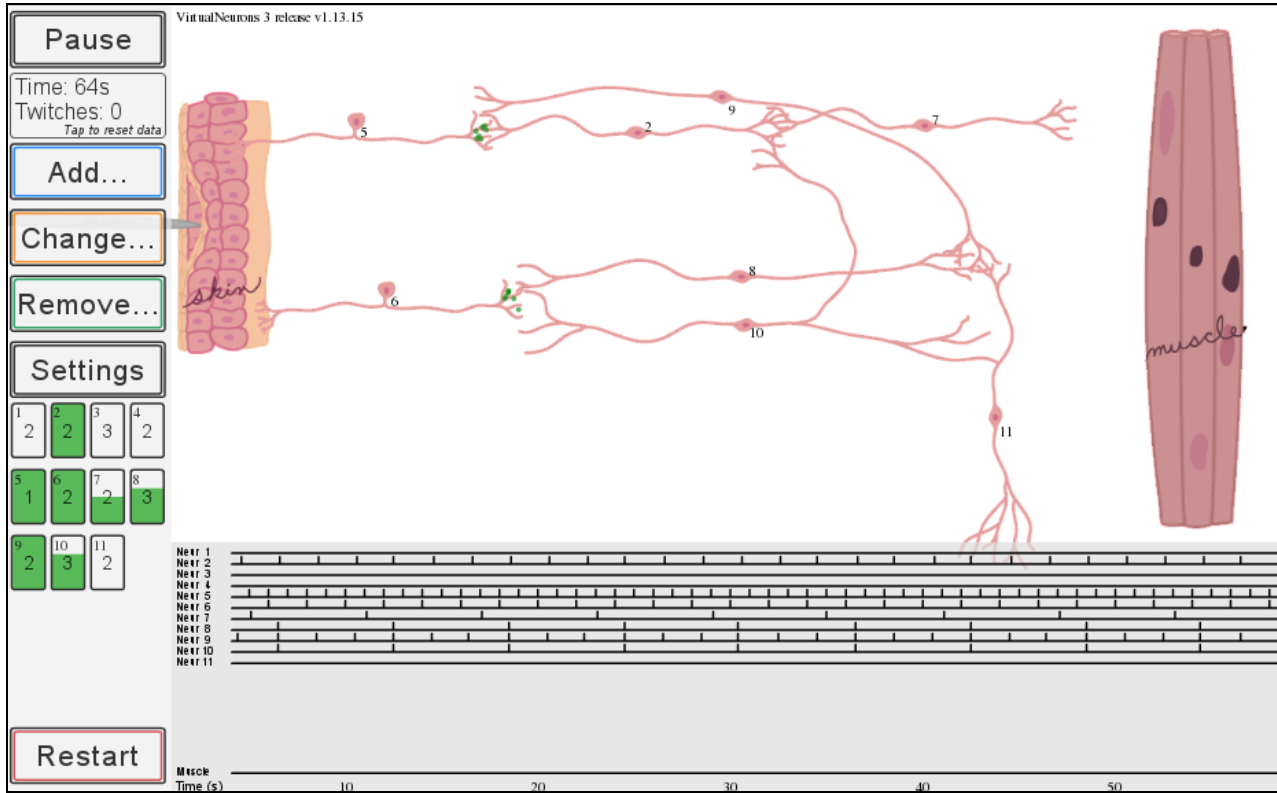 VirtualNeurons 3 release v1.13.15
Pause
Time: 64s
Twitches: 0
Tap to reset data
Add...
Change...
Remove...
Settings
1 2 3 4
2 2 3 2
5 6 7 8
1 2 2 3
9 10 11
2 3 2
Restart
skin
muscle
9
5
2
7
8
6
10
11
Neur 1
Neur 2
Neur 3
Neur 4
Neur 5
Neur 6
Neur 7
Neur 8
Neur 9
Neur 10
Neur 11
Muscle
Time (s) 10 20 30 40 50